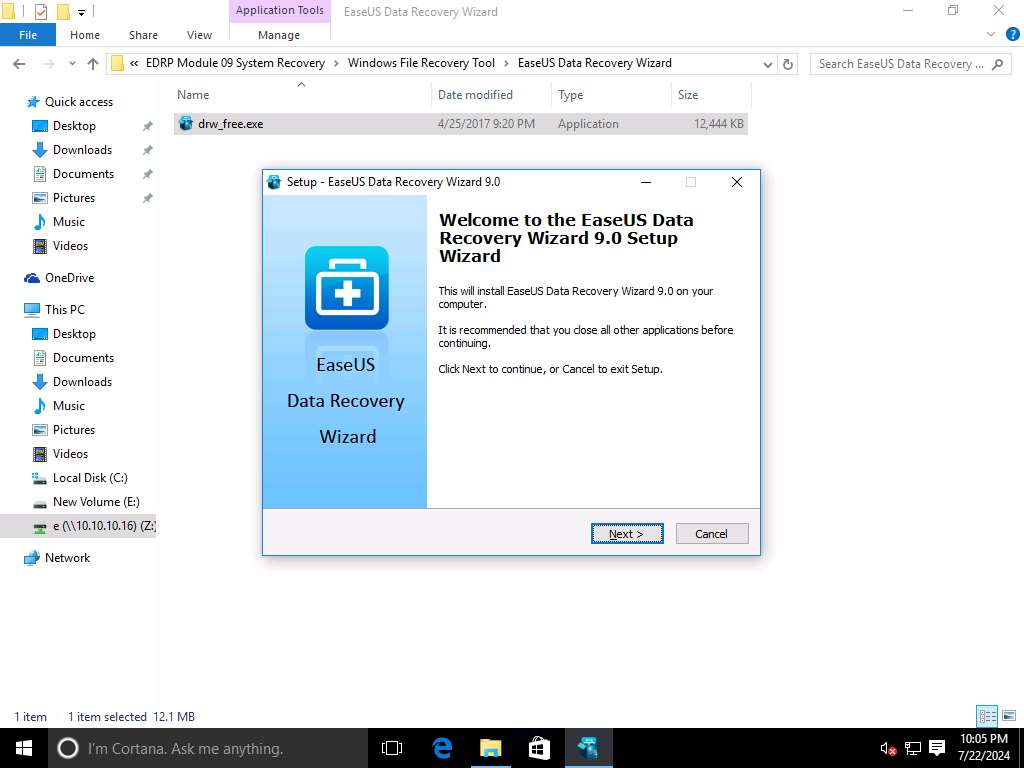 Application Tools
EaseUS Data Recovery Wizard
File
Home
Share
View
Manage
« EDRP Module 09 System Recovery > Windows File Recovery Tool > EaseUS Data Recovery Wizard
Search EaseUS Data Recovery ...
Name
Date modified
Type
Size
drw_free.exe
4/25/2017 9:20 PM
Application
12,444 KB
Quick access
Desktop
Downloads
Documents
Pictures
Music
Videos
OneDrive
This PC
Desktop
Documents
Downloads
Music
Pictures
Videos
Local Disk (C:)
New Volume (E:)
e (\\10.10.10.16) (Z:)
Network
Setup - EaseUS Data Recovery Wizard 9.0
EaseUS
Data Recovery
Wizard
Welcome to the EaseUS Data
Recovery Wizard 9.0 Setup
Wizard
This will install EaseUS Data Recovery Wizard 9.0 on your
computer.
It is recommended that you close all other applications before
continuing.
Click Next to continue, or Cancel to exit Setup.
Next >
Cancel
1 item
1 item selected 12.1 MB
I'm Cortana. Ask me anything.
10:05 PM
7/22/2024